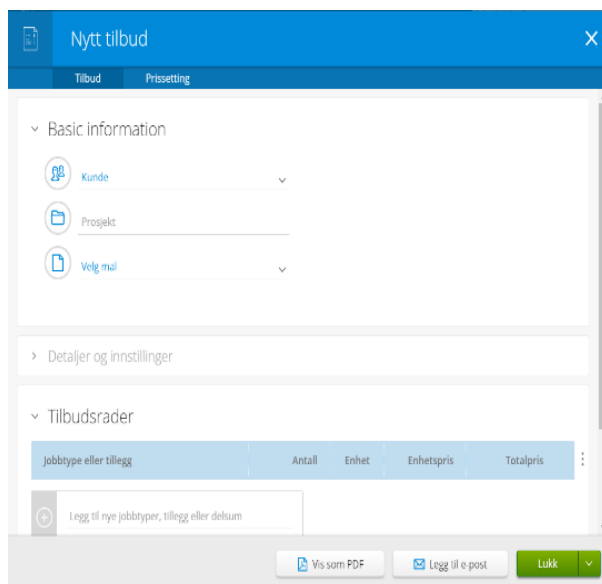 Nytt tilbud
Tilbud Prissetting
Basic information
Kunde
Prosjekt
Velg mal
Detaljer og innstillinger
Tilbudsrader
Jobbtype eller tillegg Antall Enhet Enhetspris Totalpris
Legg til nye jobbtyper, tillegg eller delsum
Vis som PDF Legg til e-post Lukk